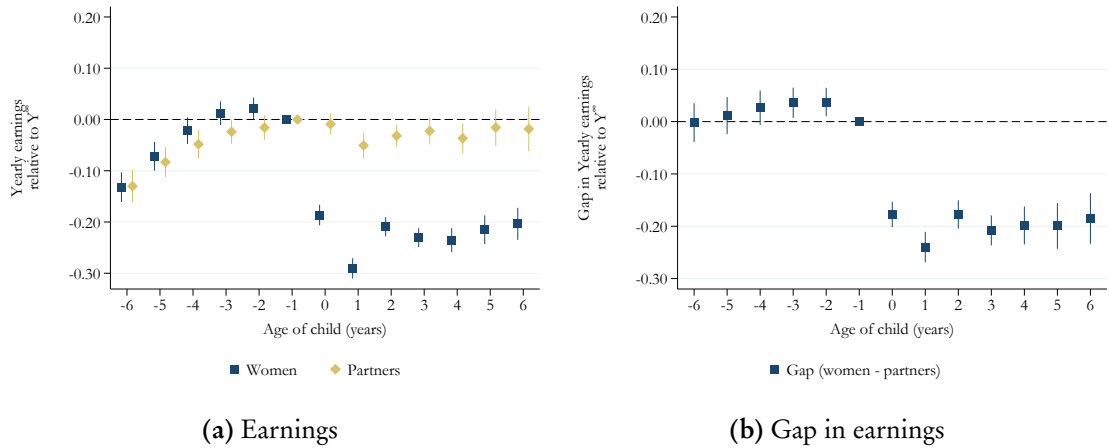 0.20
0.10
0.00
-0.10
-0.20
-0.30
Yearly earnings
relative to Y∞
-6 -5 -4 -3 -2 -1 0 1 2 3 4 5 6
Age of child (years)
Women Partners
(a) Earnings
0.20
0.10
0.00
-0.10
-0.20
-0.30
Gap in Yearly earnings
relative to Y∞
-6 -5 -4 -3 -2 -1 0 1 2 3 4 5 6
Age of child (years)
Gap (women - partners)
(b) Gap in earnings